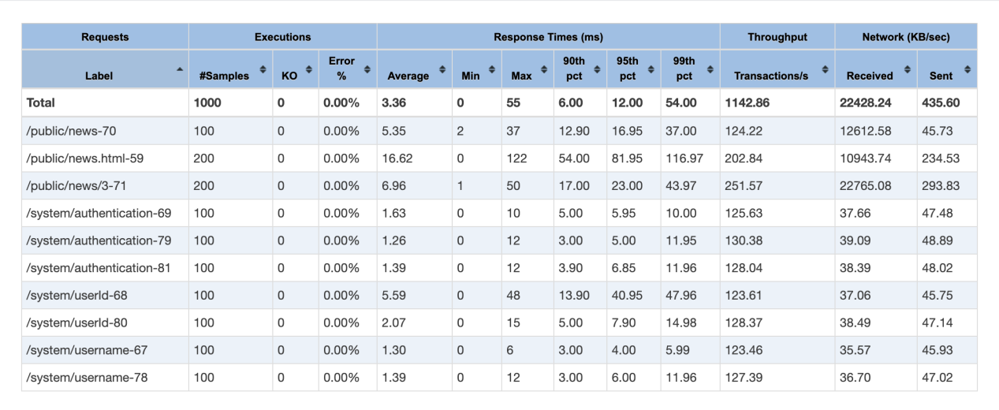 Requests Executions Response Times (ms) Throughput Network (KB/sec)
Label #Samples KO Error % Average Min Max 90th pct 95th pct 99th pct Transactions/s Received Sent
Total 1000 0 0.00% 3.36 0 55 6.00 12.00 54.00 1142.86 22428.24 435.60
/public/news-70 100 0 0.00% 5.35 2 37 12.90 16.95 37.00 124.22 12612.58 45.73
/public/news.html-59 200 0 0.00% 16.62 0 122 54.00 81.95 116.97 202.84 10943.74 234.53
/public/news/3-71 200 0 0.00% 6.96 1 50 17.00 23.00 43.97 251.57 22765.08 293.83
/system/authentication-69 100 0 0.00% 1.63 0 10 5.00 5.95 10.00 125.63 37.66 47.48
/system/authentication-79 100 0 0.00% 1.26 0 12 3.00 5.00 11.95 130.38 39.09 48.89
/system/authentication-81 100 0 0.00% 1.39 0 12 3.90 6.85 11.96 128.04 38.39 48.02
/system/userId-68 100 0 0.00% 5.59 0 48 13.90 40.95 47.96 123.61 37.06 45.75
/system/userId-80 100 0 0.00% 2.07 0 15 5.00 7.90 14.98 128.37 38.49 47.14
/system/username-67 100 0 0.00% 1.30 0 6 3.00 4.00 5.99 123.46 35.57 45.93
/system/username-78 100 0 0.00% 1.39 0 12 3.00 6.00 11.96 127.39 36.70 47.02